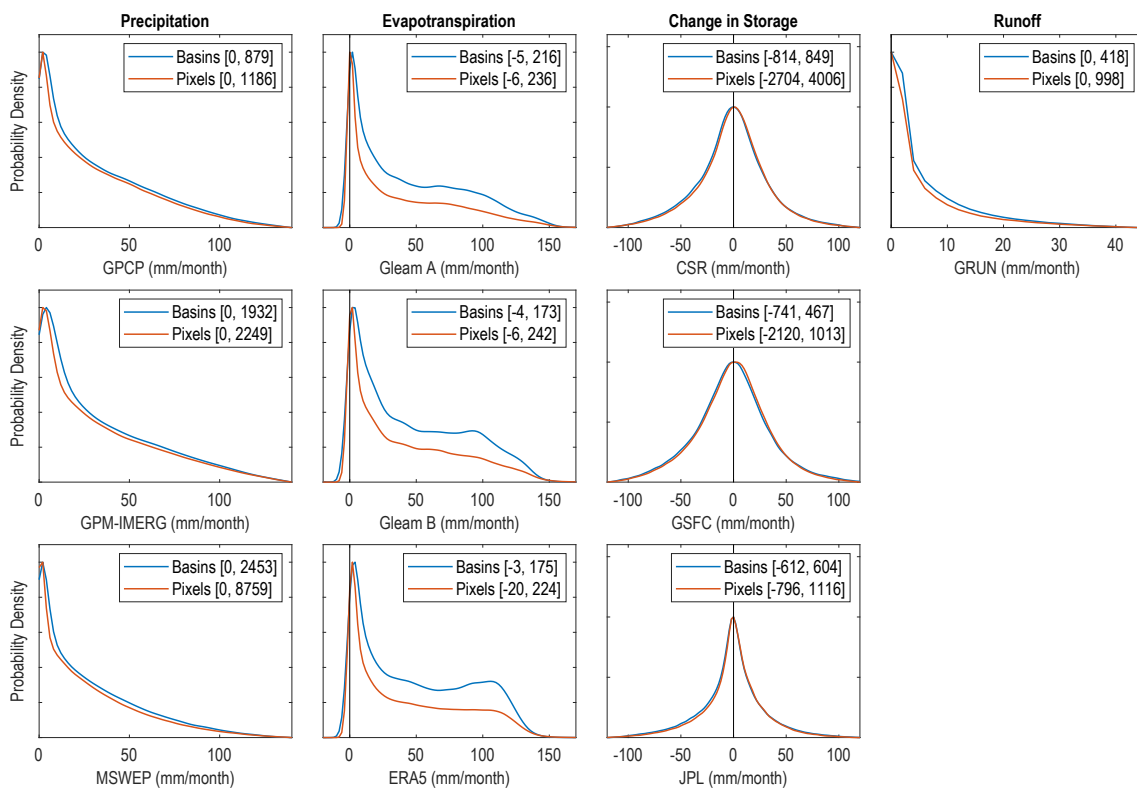 Precipitation Evapotranspiration Change in Storage Runoff
Probability Density
Basins [0, 879]
Pixels [0, 1186]
0 50 100
GPCP (mm/month)
Basins [-5, 216]
Pixels [-6, 236]
0 50 100 150
Gleam A (mm/month)
Basins [-814, 849]
Pixels [-2704, 4006]
-100 -50 0 50 100
CSR (mm/month)
Basins [0, 418]
Pixels [0, 998]
0 10 20 30 40
GRUN (mm/month)
Probability Density
Basins [0, 1932]
Pixels [0, 2249]
0 50 100
GPM-IMERG (mm/month)
Basins [-4, 173]
Pixels [-6, 242]
0 50 100 150
Gleam B (mm/month)
Basins [-741, 467]
Pixels [-2120, 1013]
-100 -50 0 50 100
GSFC (mm/month)
Probability Density
Basins [0, 2453]
Pixels [0, 8759]
0 50 100
MSWEP (mm/month)
Basins [-3, 175]
Pixels [-20, 224]
0 50 100 150
ERA5 (mm/month)
Basins [-612, 604]
Pixels [-796, 1116]
-100 -50 0 50 100
JPL (mm/month)